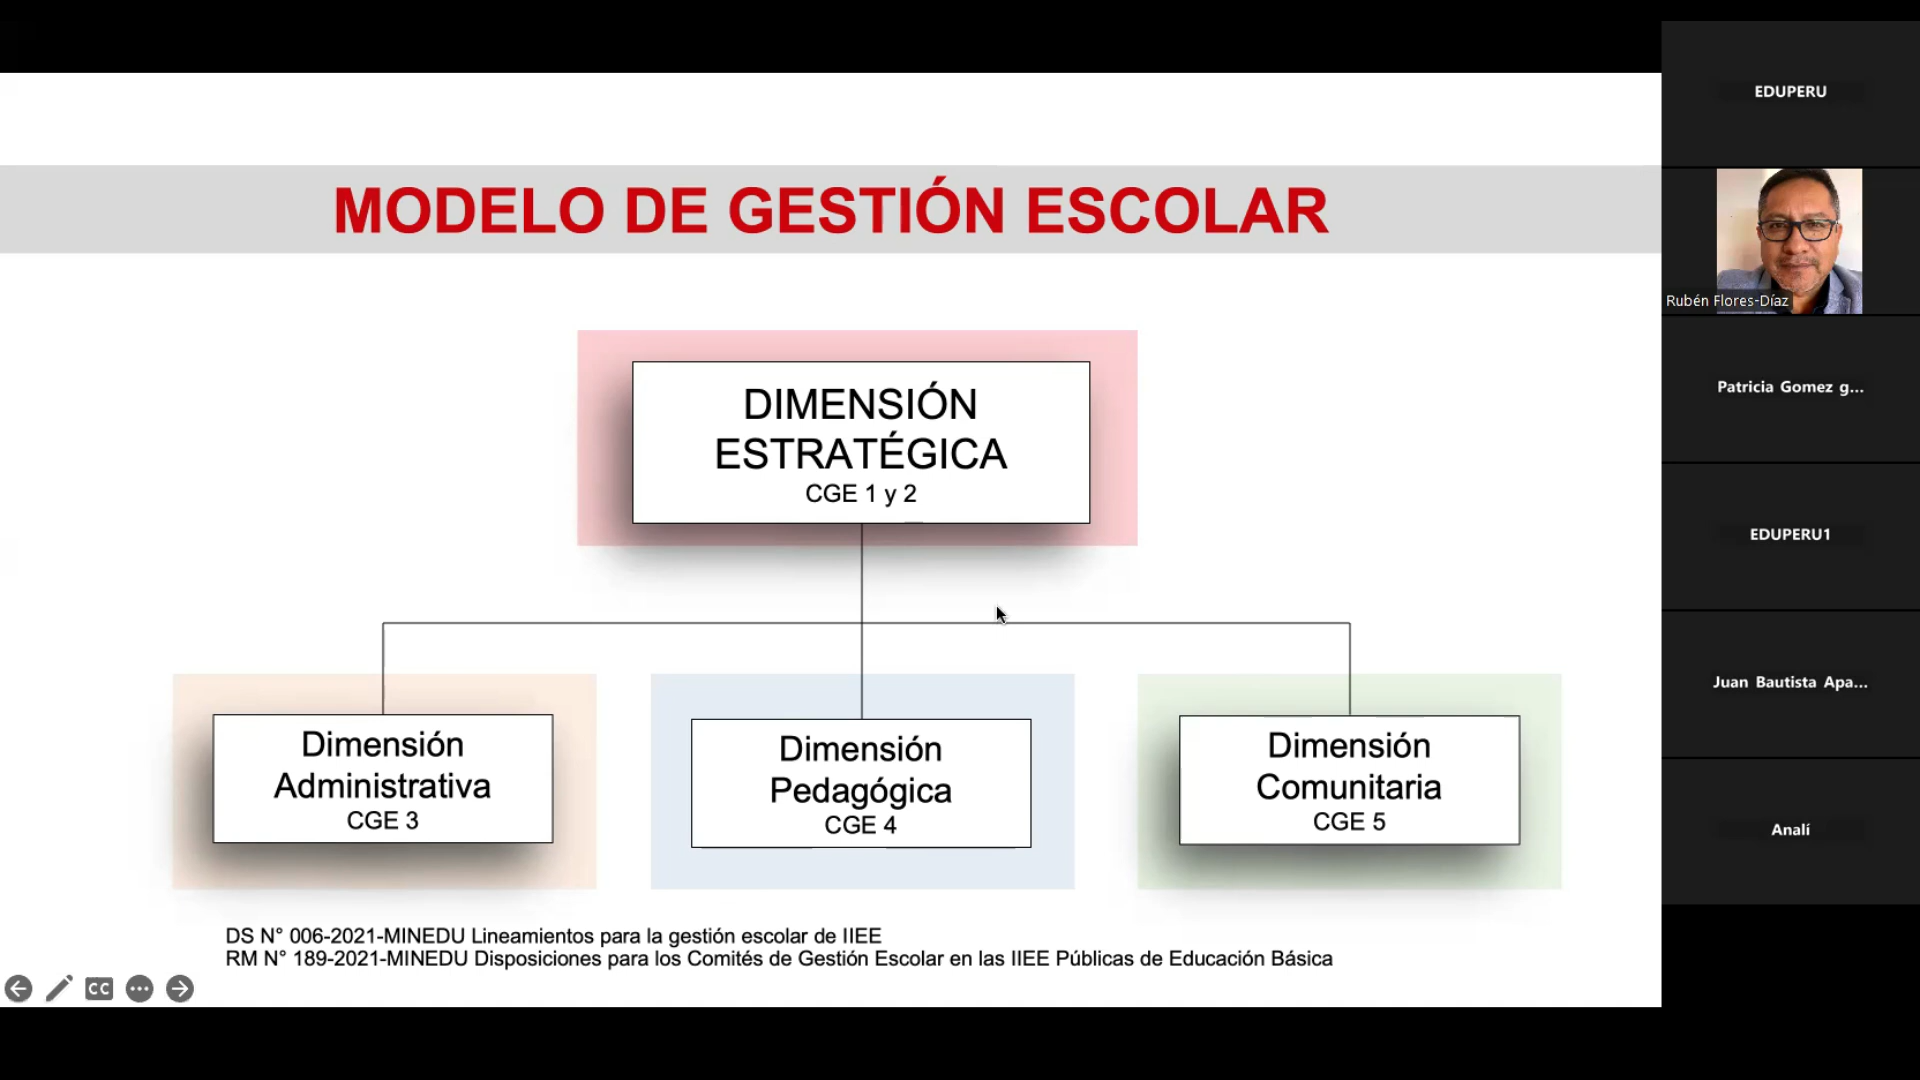 MODELO DE GESTIÓN ESCOLAR
DIMENSIÓN
ESTRATÉGICA
CGE 1 y 2
Dimensión
Administrativa
CGE 3
Dimensión
Pedagógica
CGE 4
Dimensión
Comunitaria
CGE 5
DS N° 006-2021-MINEDU Lineamientos para la gestión escolar de IIEE
RM N° 189-2021-MINEDU Disposiciones para los Comités de Gestión Escolar en las IIEE Públicas de Educación Básica
CC
EDUPERU
Rubén Flores-Díaz
Patricia Gomez g...
EDUPERU1
Juan Bautista Apa...
Analí